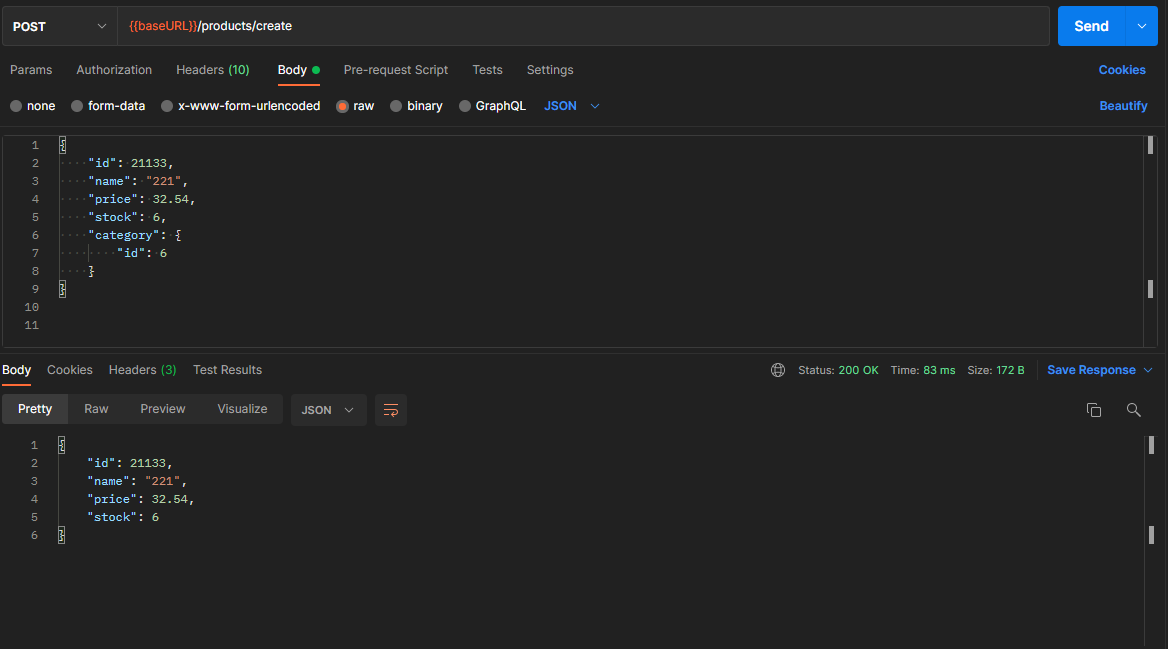 POST {{baseURL}}/products/create Send
Params Authorization Headers (10) Body Pre-request Script Tests Settings Cookies
none form-data x-www-form-urlencoded raw binary GraphQL JSON Beautify
1 {
2 "id": 21133,
3 "name": "221",
4 "price": 32.54,
5 "stock": 6,
6 "category": {
7 "id": 6
8 }
9 }
10
11
Body Cookies Headers (3) Test Results Status: 200 OK Time: 83 ms Size: 172 B Save Response
Pretty Raw Preview Visualize JSON
1 {
2 "id": 21133,
3 "name": "221",
4 "price": 32.54,
5 "stock": 6
6 }